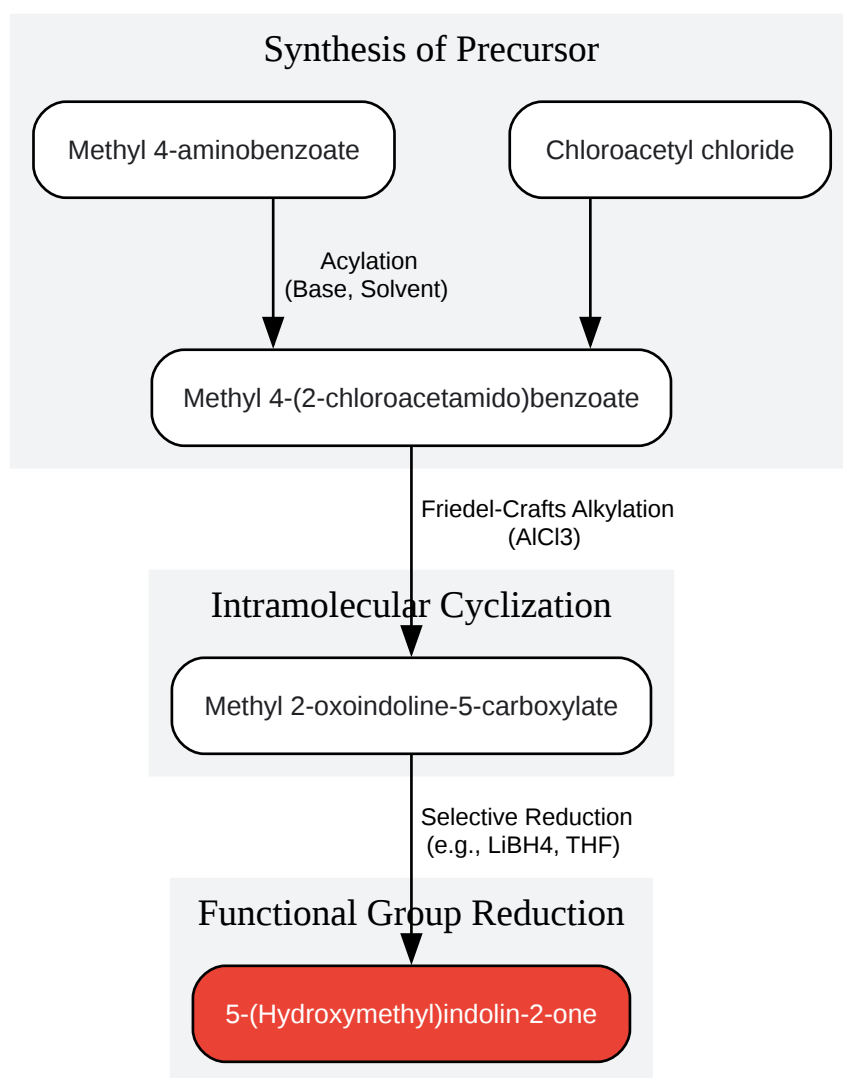 Synthesis of Precursor
Methyl 4-aminobenzoate
Chloroacetyl chloride
Acylation
(Base, Solvent)
Methyl 4-(2-chloroacetamido)benzoate
Friedel-Crafts Alkylation
(AlCl3)
Intramolecular Cyclization
Methyl 2-oxoindoline-5-carboxylate
Selective Reduction
(e.g., LiBH4, THF)
Functional Group Reduction
5-(Hydroxymethyl)indolin-2-one